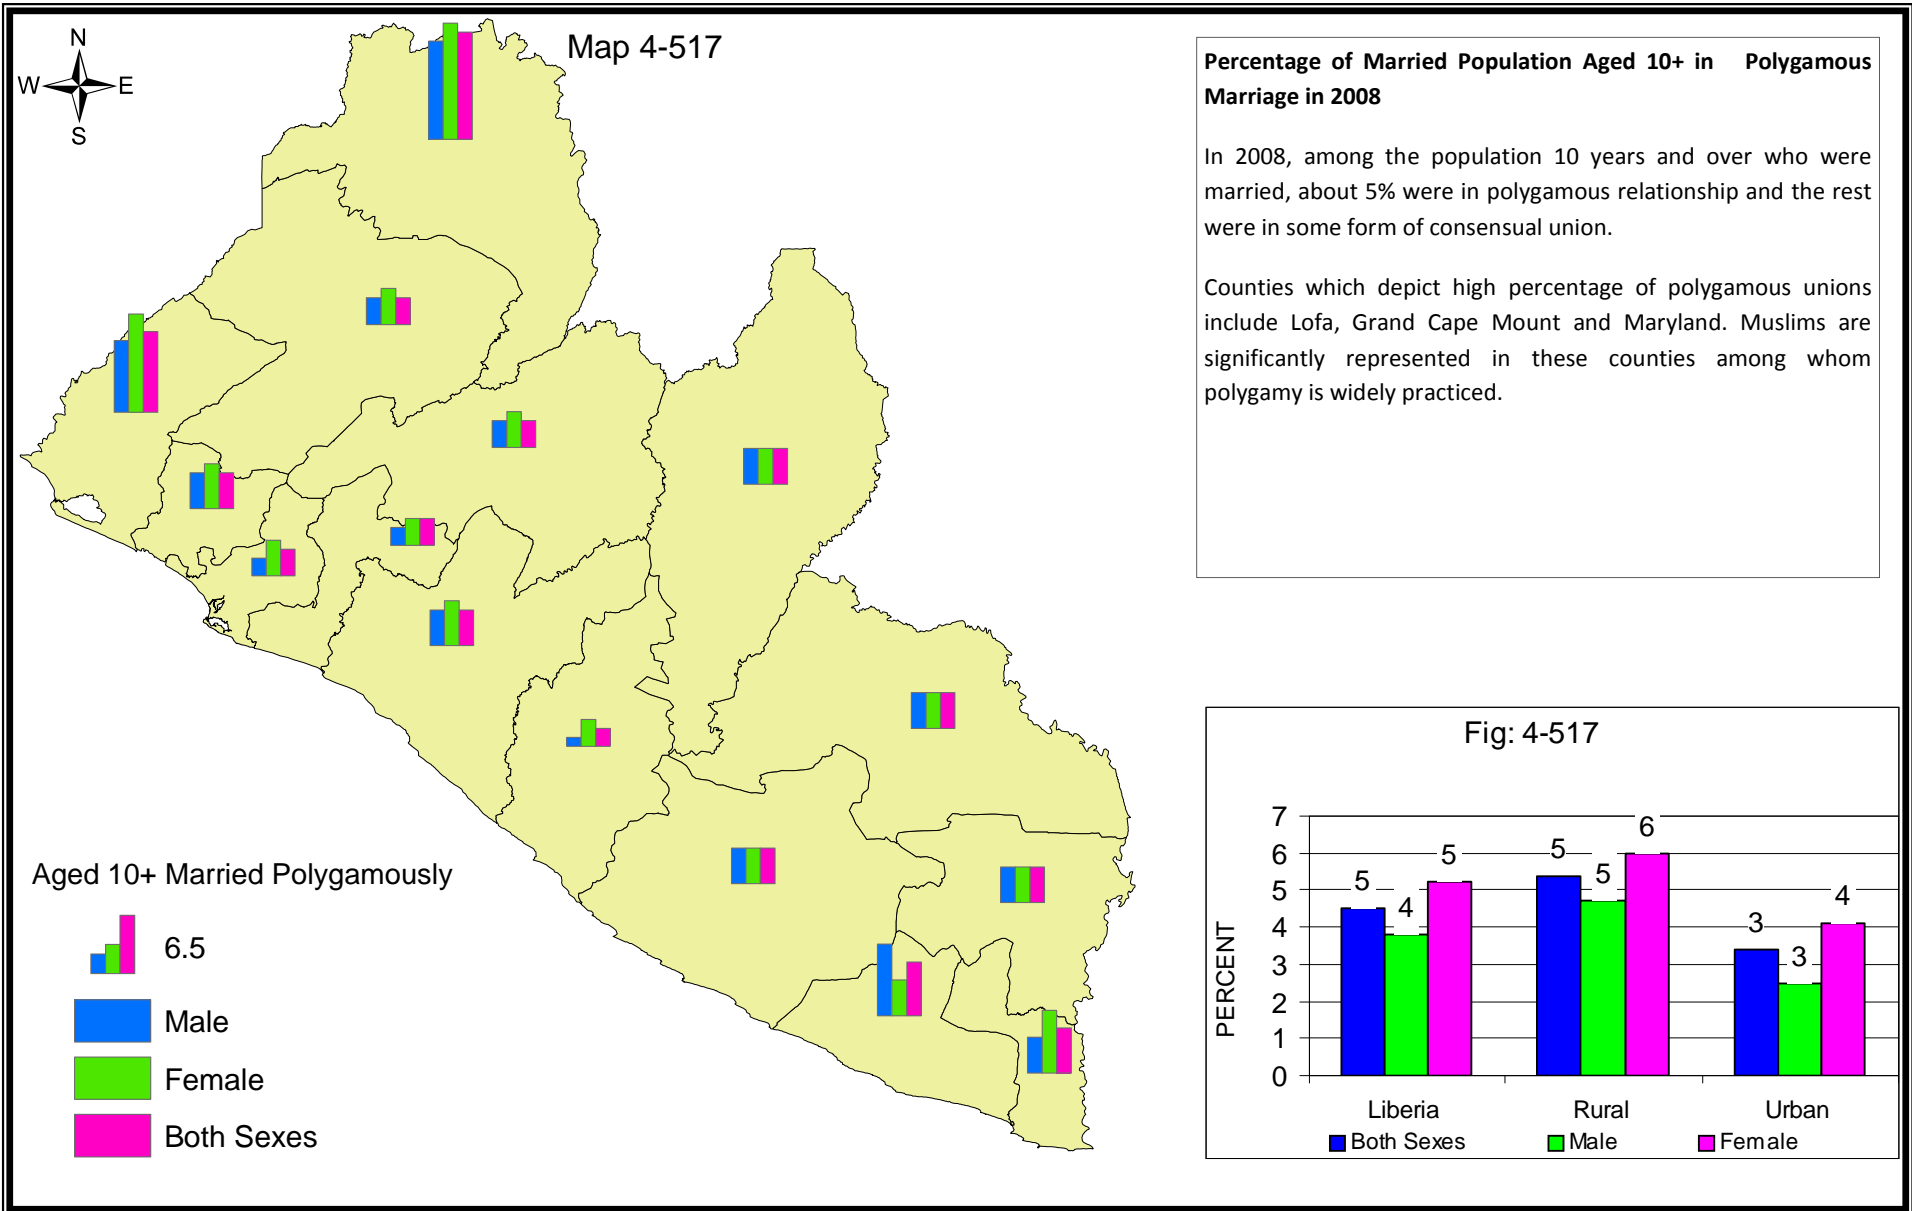 N
W E
S
Map 4-517
Percentage of Married Population Aged 10+ in Polygamous
Marriage in 2008
In 2008, among the population 10 years and over who were
married, about 5% were in polygamous relationship and the rest
were in some form of consensual union.
Counties which depict high percentage of polygamous unions
include Lofa, Grand Cape Mount and Maryland. Muslims are
significantly represented in these counties among whom
polygamy is widely practiced.
Aged 10+ Married Polygamously
6.5
Male
Female
Both Sexes
Fig: 4-517
PERCENT
7
6
5
4
3
2
1
0
5 4 5
5 5 6
3 3 4
Liberia Rural Urban
Both Sexes Male Female